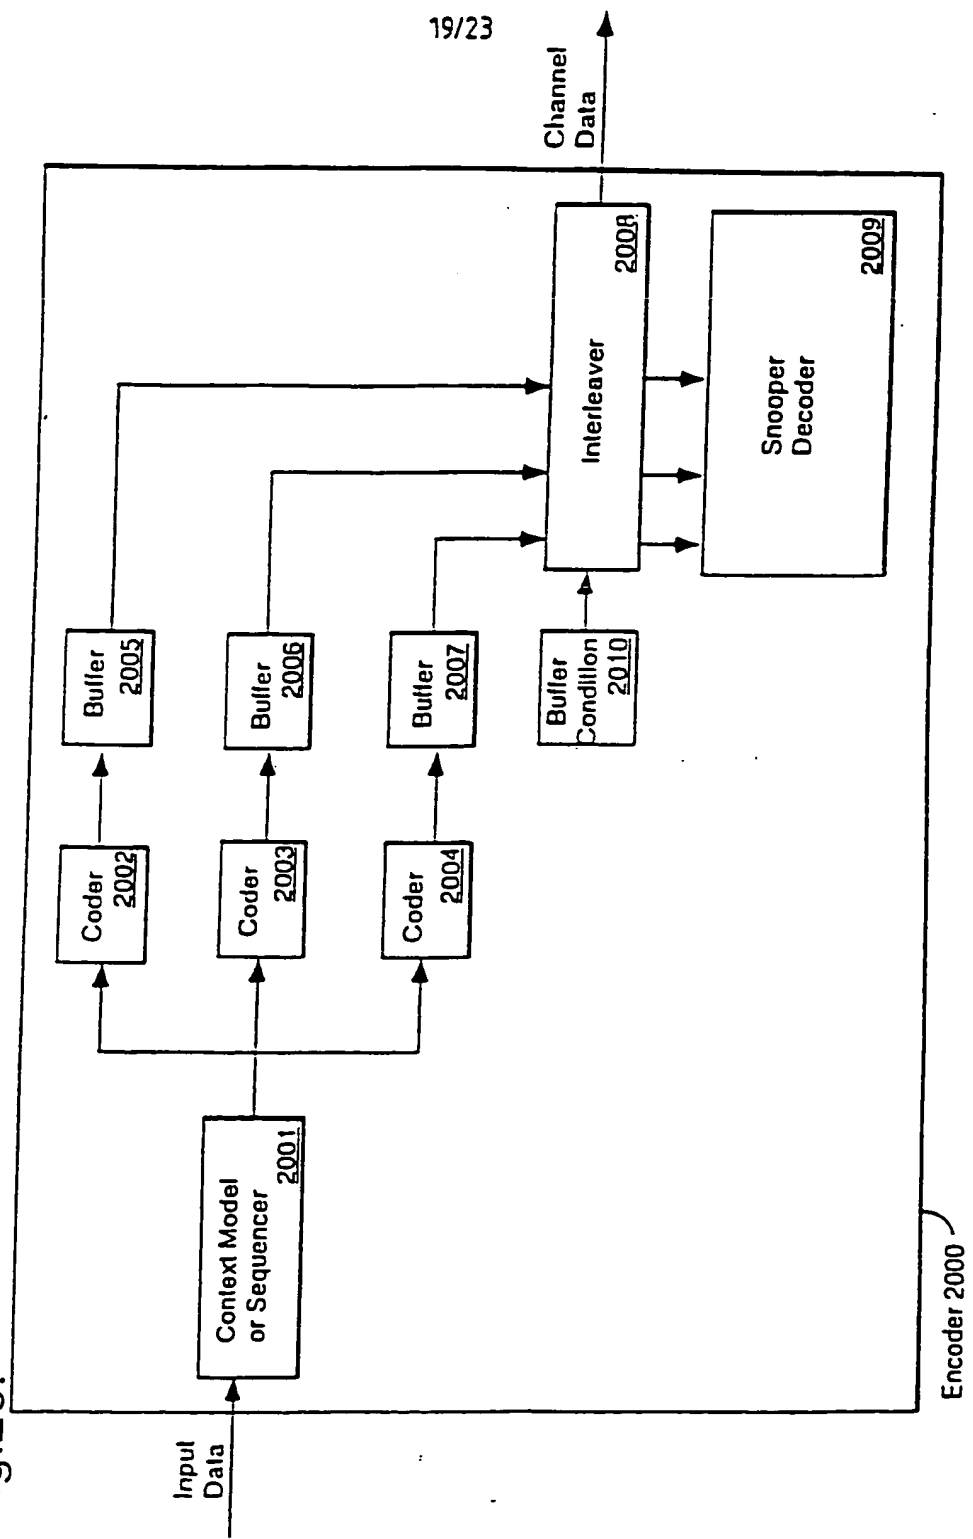 19/23
Input
Data
Context Model
or Sequencer
2001
Coder
2002
Coder
2003
Coder
2004
Buffer
2005
Buffer
2006
Buffer
2007
Buffer
Condition
2010
Interleaver
2008
Snooper
Decoder
2009
Channel
Data
Encoder 2000